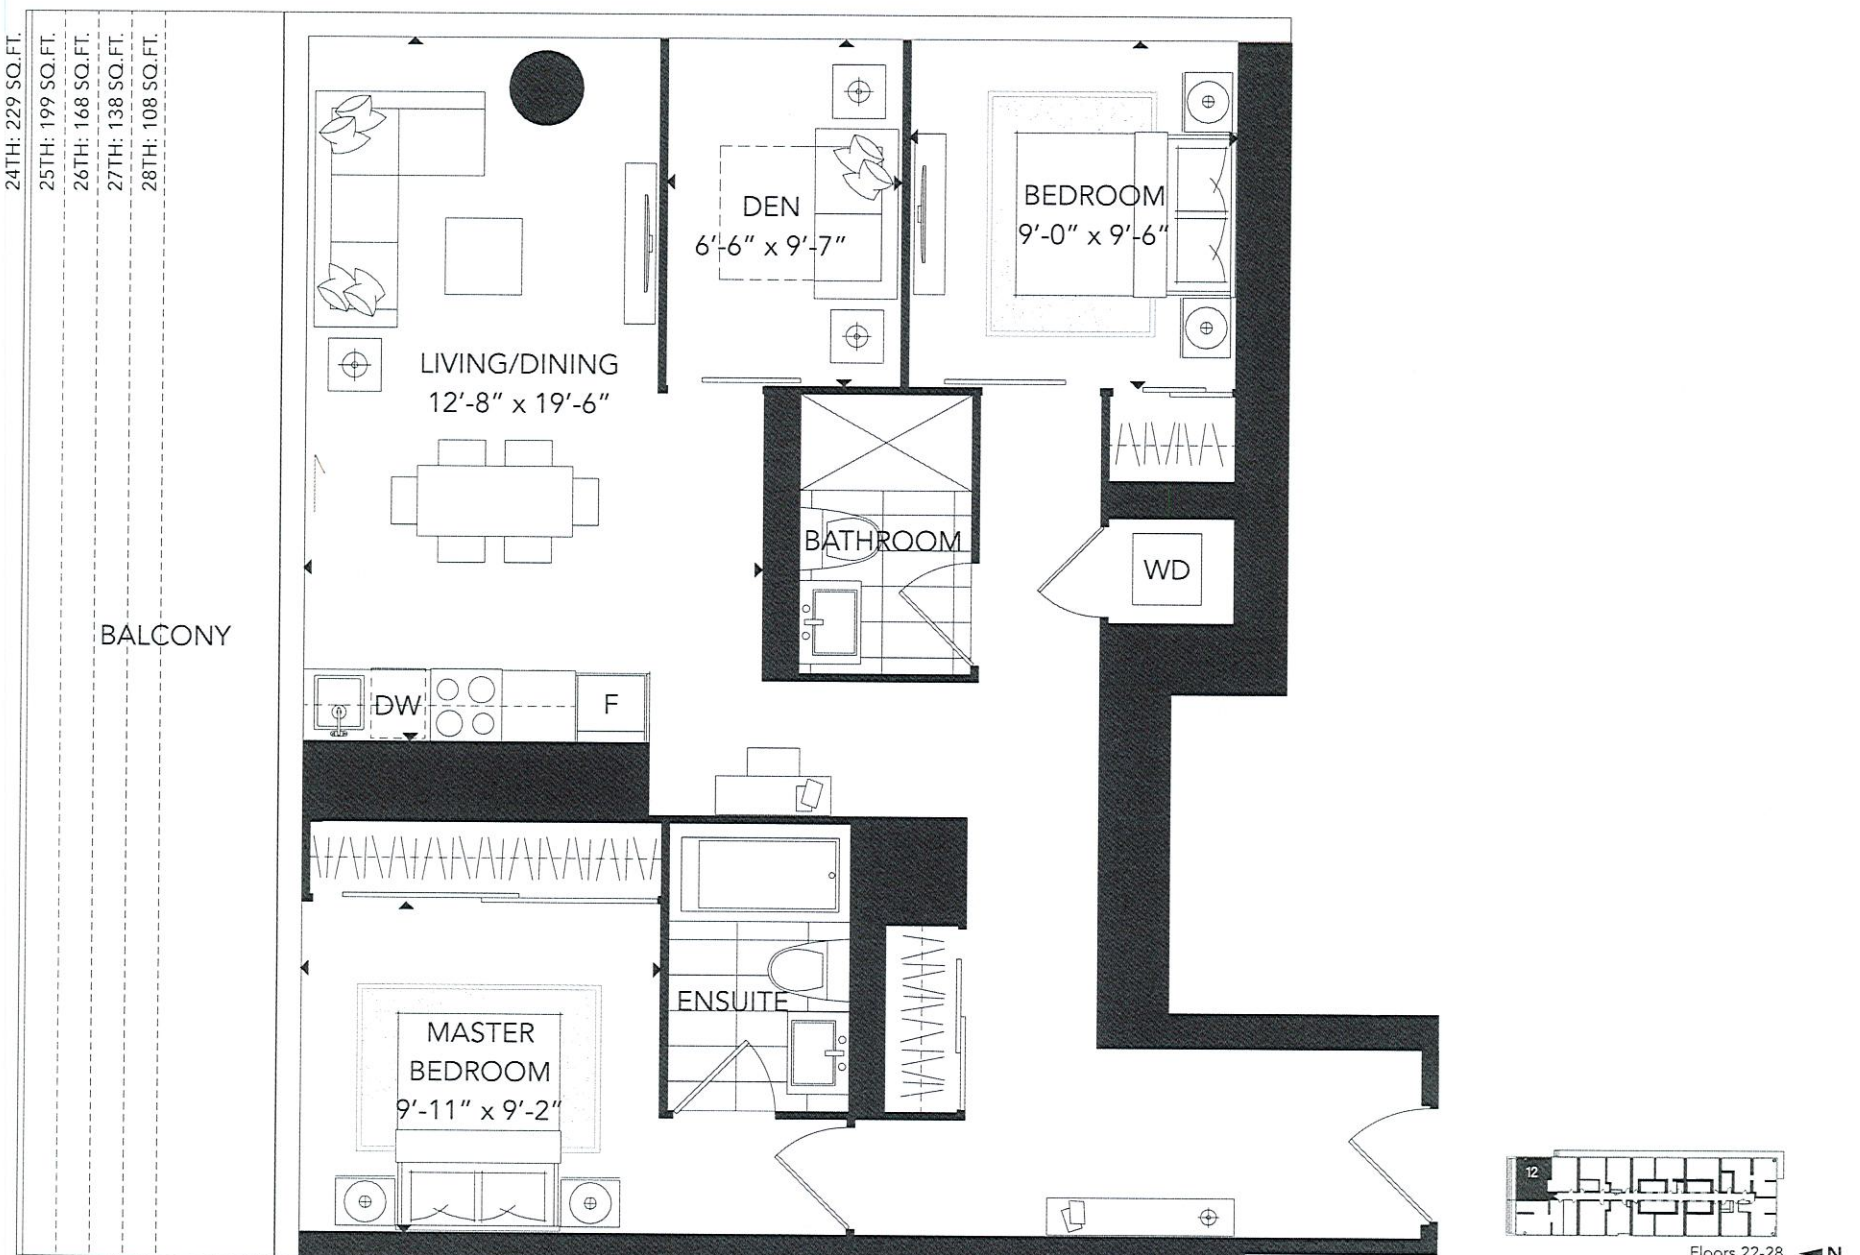 24TH: 229 SQ.FT.
25TH: 199 SQ.FT.
26TH: 168 SQ.FT.
27TH: 138 SQ.FT.
28TH: 108 SQ.FT.
DEN
6'-6" x 9'-7"
BEDROOM
9'-0" x 9'-6"
LIVING/DINING
12'-8" x 19'-6"
BATHROOM
WD
BALCONY
DW
F
ENSUITE
MASTER
BEDROOM
9'-11" x 9'-2"
12
Floors 22-28
N